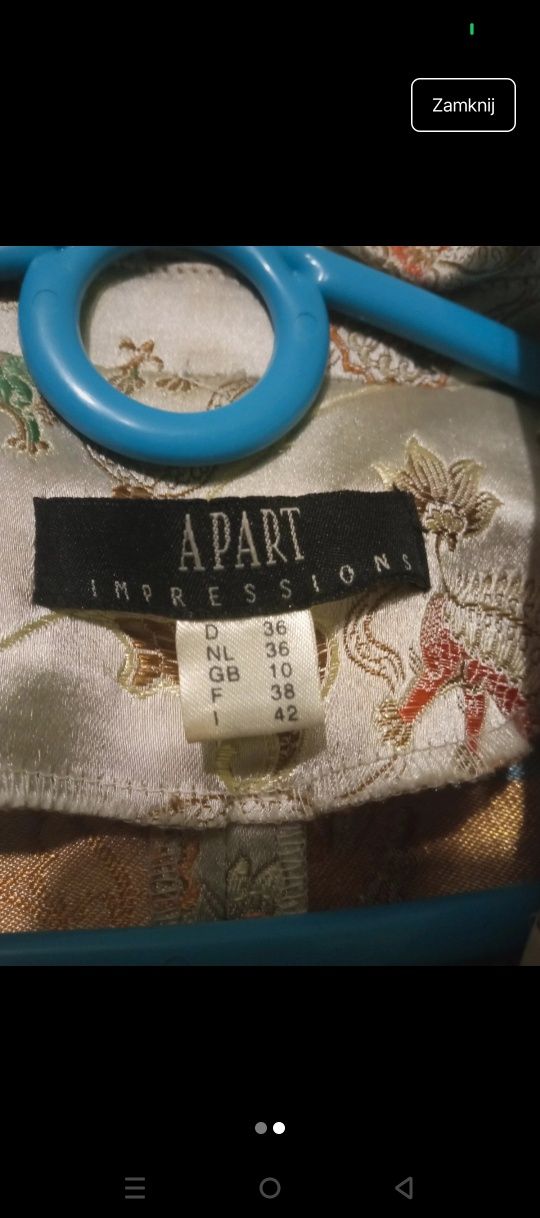 Zamknij
APART
IMPRESSIONS
D 36
NL 36
GB 10
F 38
I 42